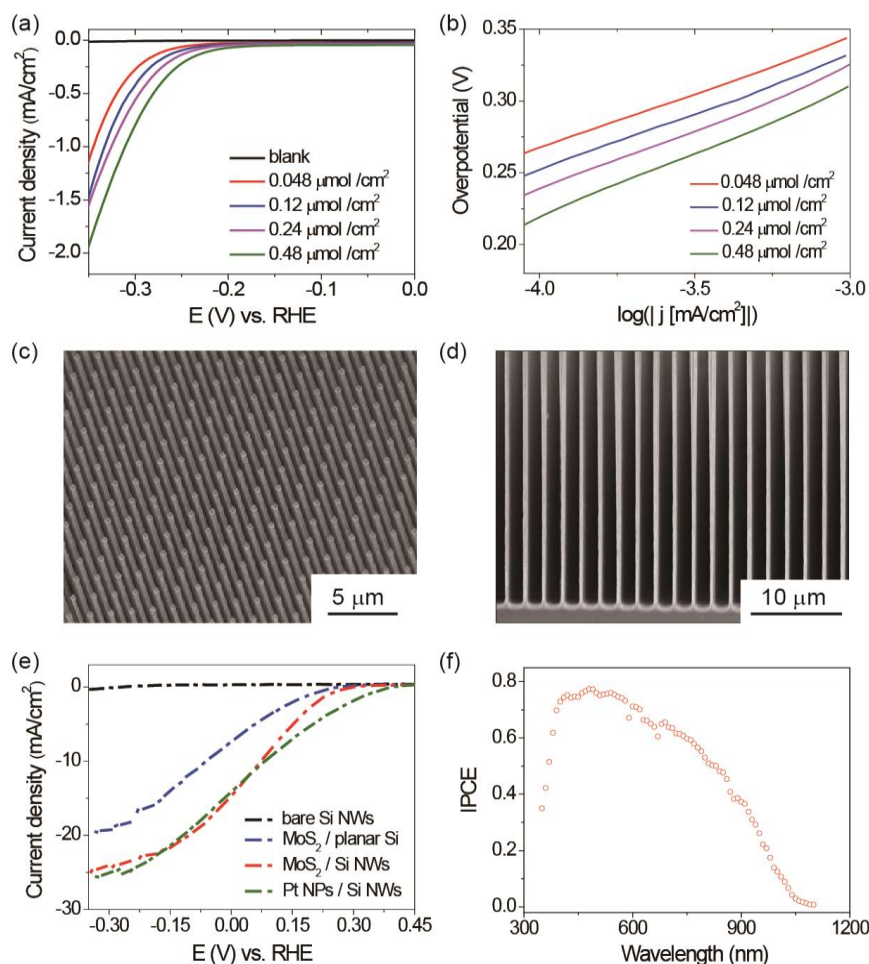 (a)
0.0
-0.5
-1.0
-1.5
-2.0
Current density (mA/cm²)
blank
0.048 μmol /cm²
0.12 μmol /cm²
0.24 μmol /cm²
0.48 μmol /cm²
-0.3 -0.2 -0.1 0.0
E (V) vs. RHE
(b)
0.35
0.30
0.25
0.20
Overpotential (V)
0.048 μmol /cm²
0.12 μmol /cm²
0.24 μmol /cm²
0.48 μmol /cm²
-4.0 -3.5 -3.0
log(| j [mA/cm²]|)
(c)
5 μm
(d)
10 μm
(e)
0
-10
-20
-30
Current density (mA/cm²)
bare Si NWs
MoS₂ / planar Si
MoS₂ / Si NWs
Pt NPs / Si NWs
-0.30 -0.15 0.00 0.15 0.30 0.45
E (V) vs. RHE
(f)
0.8
0.6
0.4
0.2
0.0
IPCE
300 600 900 1200
Wavelength (nm)